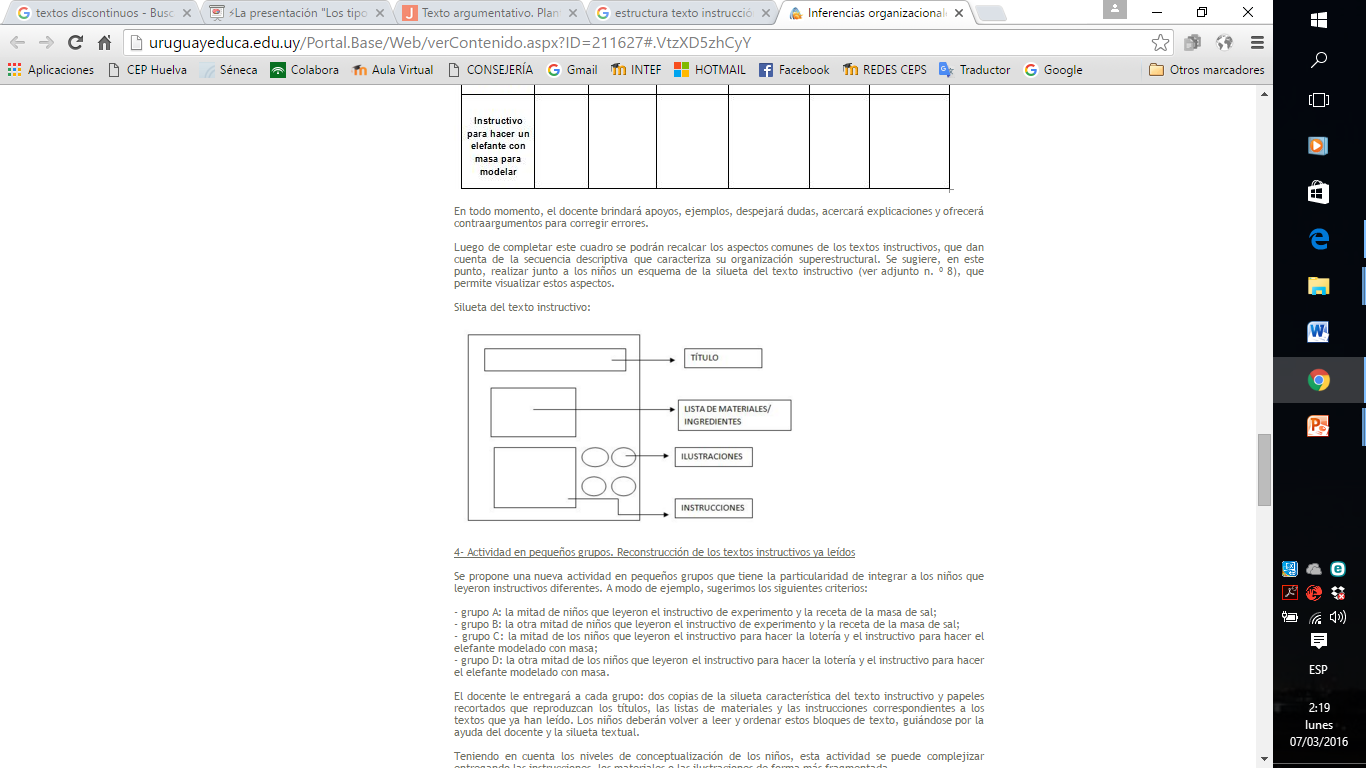 textos discontinuos - Busc
⚡La presentación "Los tipo
Texto argumentativo. Plant
estructura texto instrucció
Inferencias organizacional
uruguayeduca.edu.uy/Portal.Base/Web/verContenido.aspx?ID=211627#.VtzXD5zhCyY
Aplicaciones CEP Huelva Séneca Colabora Aula Virtual CONSEJERÍA Gmail INTEF HOTMAIL Facebook REDES CEPS Traductor Google Otros marcadores
Instructivo
para hacer un
elefante con
masa para
modelar
En todo momento, el docente brindará apoyos, ejemplos, despejará dudas, acercará explicaciones y ofrecerá
contraargumentos para corregir errores.
Luego de completar este cuadro se podrán recalcar los aspectos comunes de los textos instructivos, que dan
cuenta de la secuencia descriptiva que caracteriza su organización superestructural. Se sugiere, en este
punto, realizar junto a los niños un esquema de la silueta del texto instructivo (ver adjunto n. º 8), que
permite visualizar estos aspectos.
Silueta del texto instructivo:
TÍTULO
LISTA DE MATERIALES/
INGREDIENTES
ILUSTRACIONES
INSTRUCCIONES
4- Actividad en pequeños grupos. Reconstrucción de los textos instructivos ya leídos
Se propone una nueva actividad en pequeños grupos que tiene la particularidad de integrar a los niños que
leyeron instructivos diferentes. A modo de ejemplo, sugerimos los siguientes criterios:
- grupo A: la mitad de niños que leyeron el instructivo de experimento y la receta de la masa de sal;
- grupo B: la otra mitad de niños que leyeron el instructivo de experimento y la receta de la masa de sal;
- grupo C: la mitad de los niños que leyeron el instructivo para hacer la lotería y el instructivo para hacer el
elefante modelado con masa;
- grupo D: la otra mitad de los niños que leyeron el instructivo para hacer la lotería y el instructivo para hacer
el elefante modelado con masa.
El docente le entregará a cada grupo: dos copias de la silueta característica del texto instructivo y papeles
recortados que reproduzcan los títulos, las listas de materiales y las instrucciones correspondientes a los
textos que ya han leído. Los niños deberán volver a leer y ordenar estos bloques de texto, guiándose por la
ayuda del docente y la silueta textual.
Teniendo en cuenta los niveles de conceptualización de los niños, esta actividad se puede complejizar
entregando las instrucciones, los materiales o las ilustraciones de forma más fragmentada.
ESP
2:19
lunes
07/03/2016